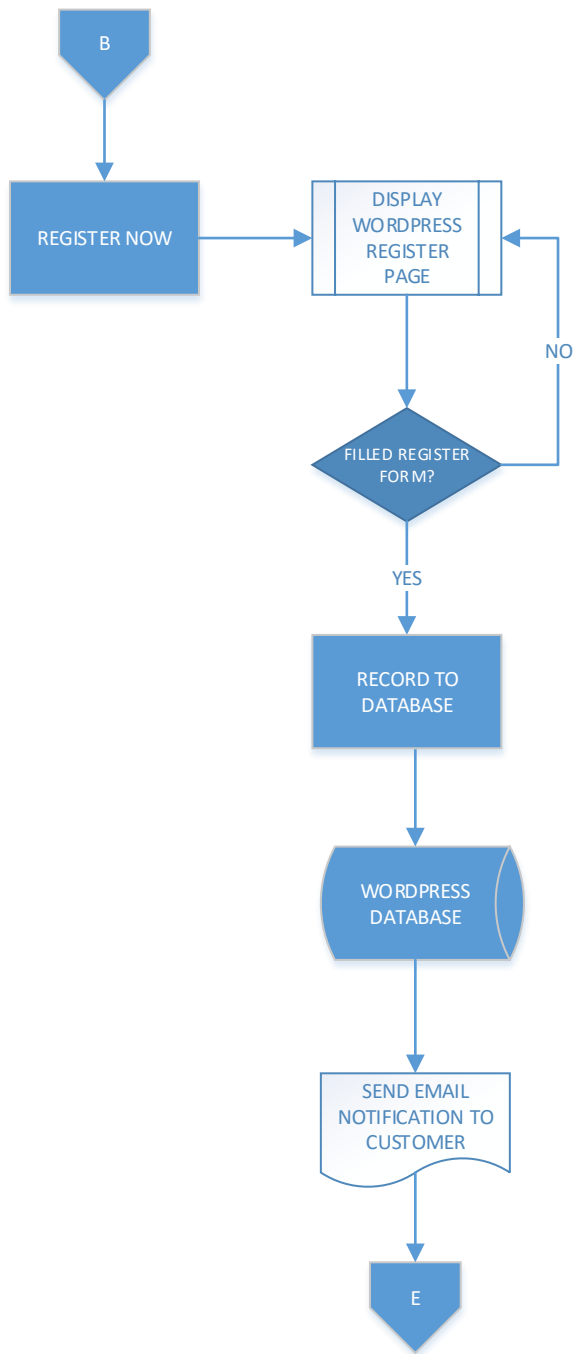 B
REGISTER NOW
DISPLAY
WORDPRESS
REGISTER
PAGE
NO
FILLED REGISTER
FORM?
YES
RECORD TO
DATABASE
WORDPRESS
DATABASE
SEND EMAIL
NOTIFICATION TO
CUSTOMER
E